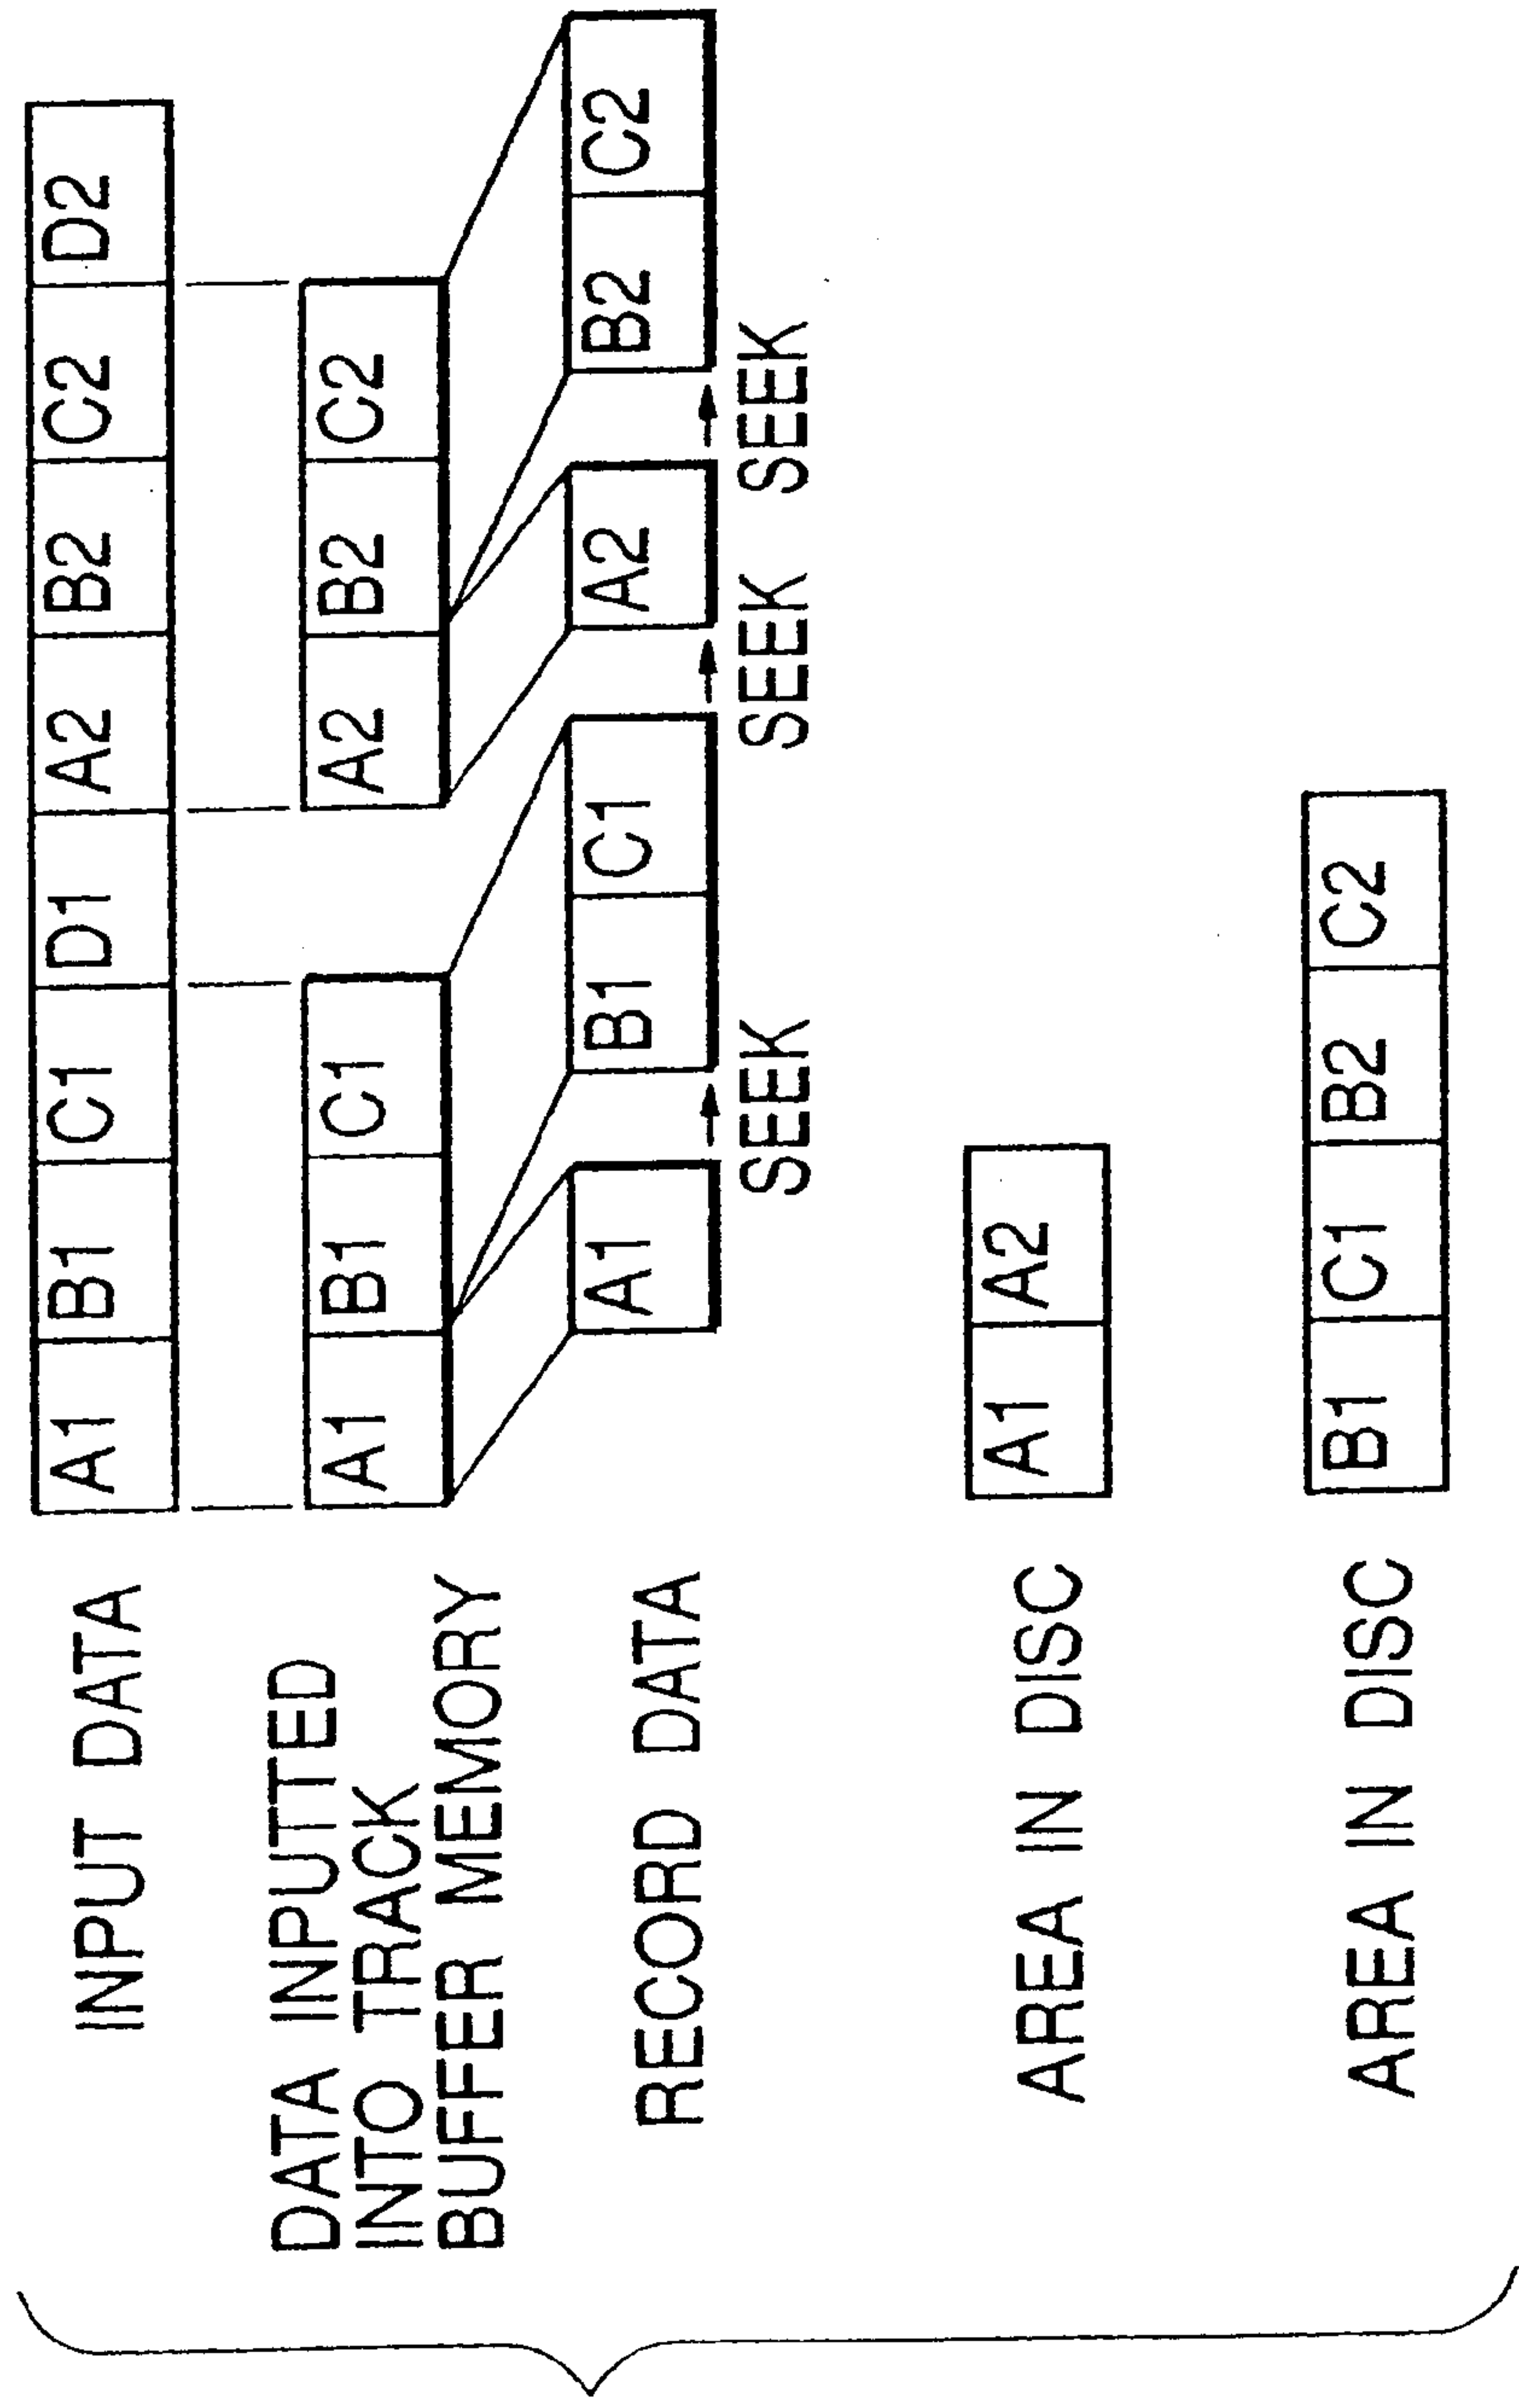 INPUT DATA
A1 B1 C1 D1 A2 B2 C2 D2
DATA INPUTTED
INTO TRACK
BUFFER MEMORY
A1 B1 C1
A2 B2 C2
RECORD DATA
A1
B1 C1
A2
B2 C2
SEEK
SEEK
SEEK
AREA IN DISC
A1 A2
AREA IN DISC
B1 C1 B2 C2